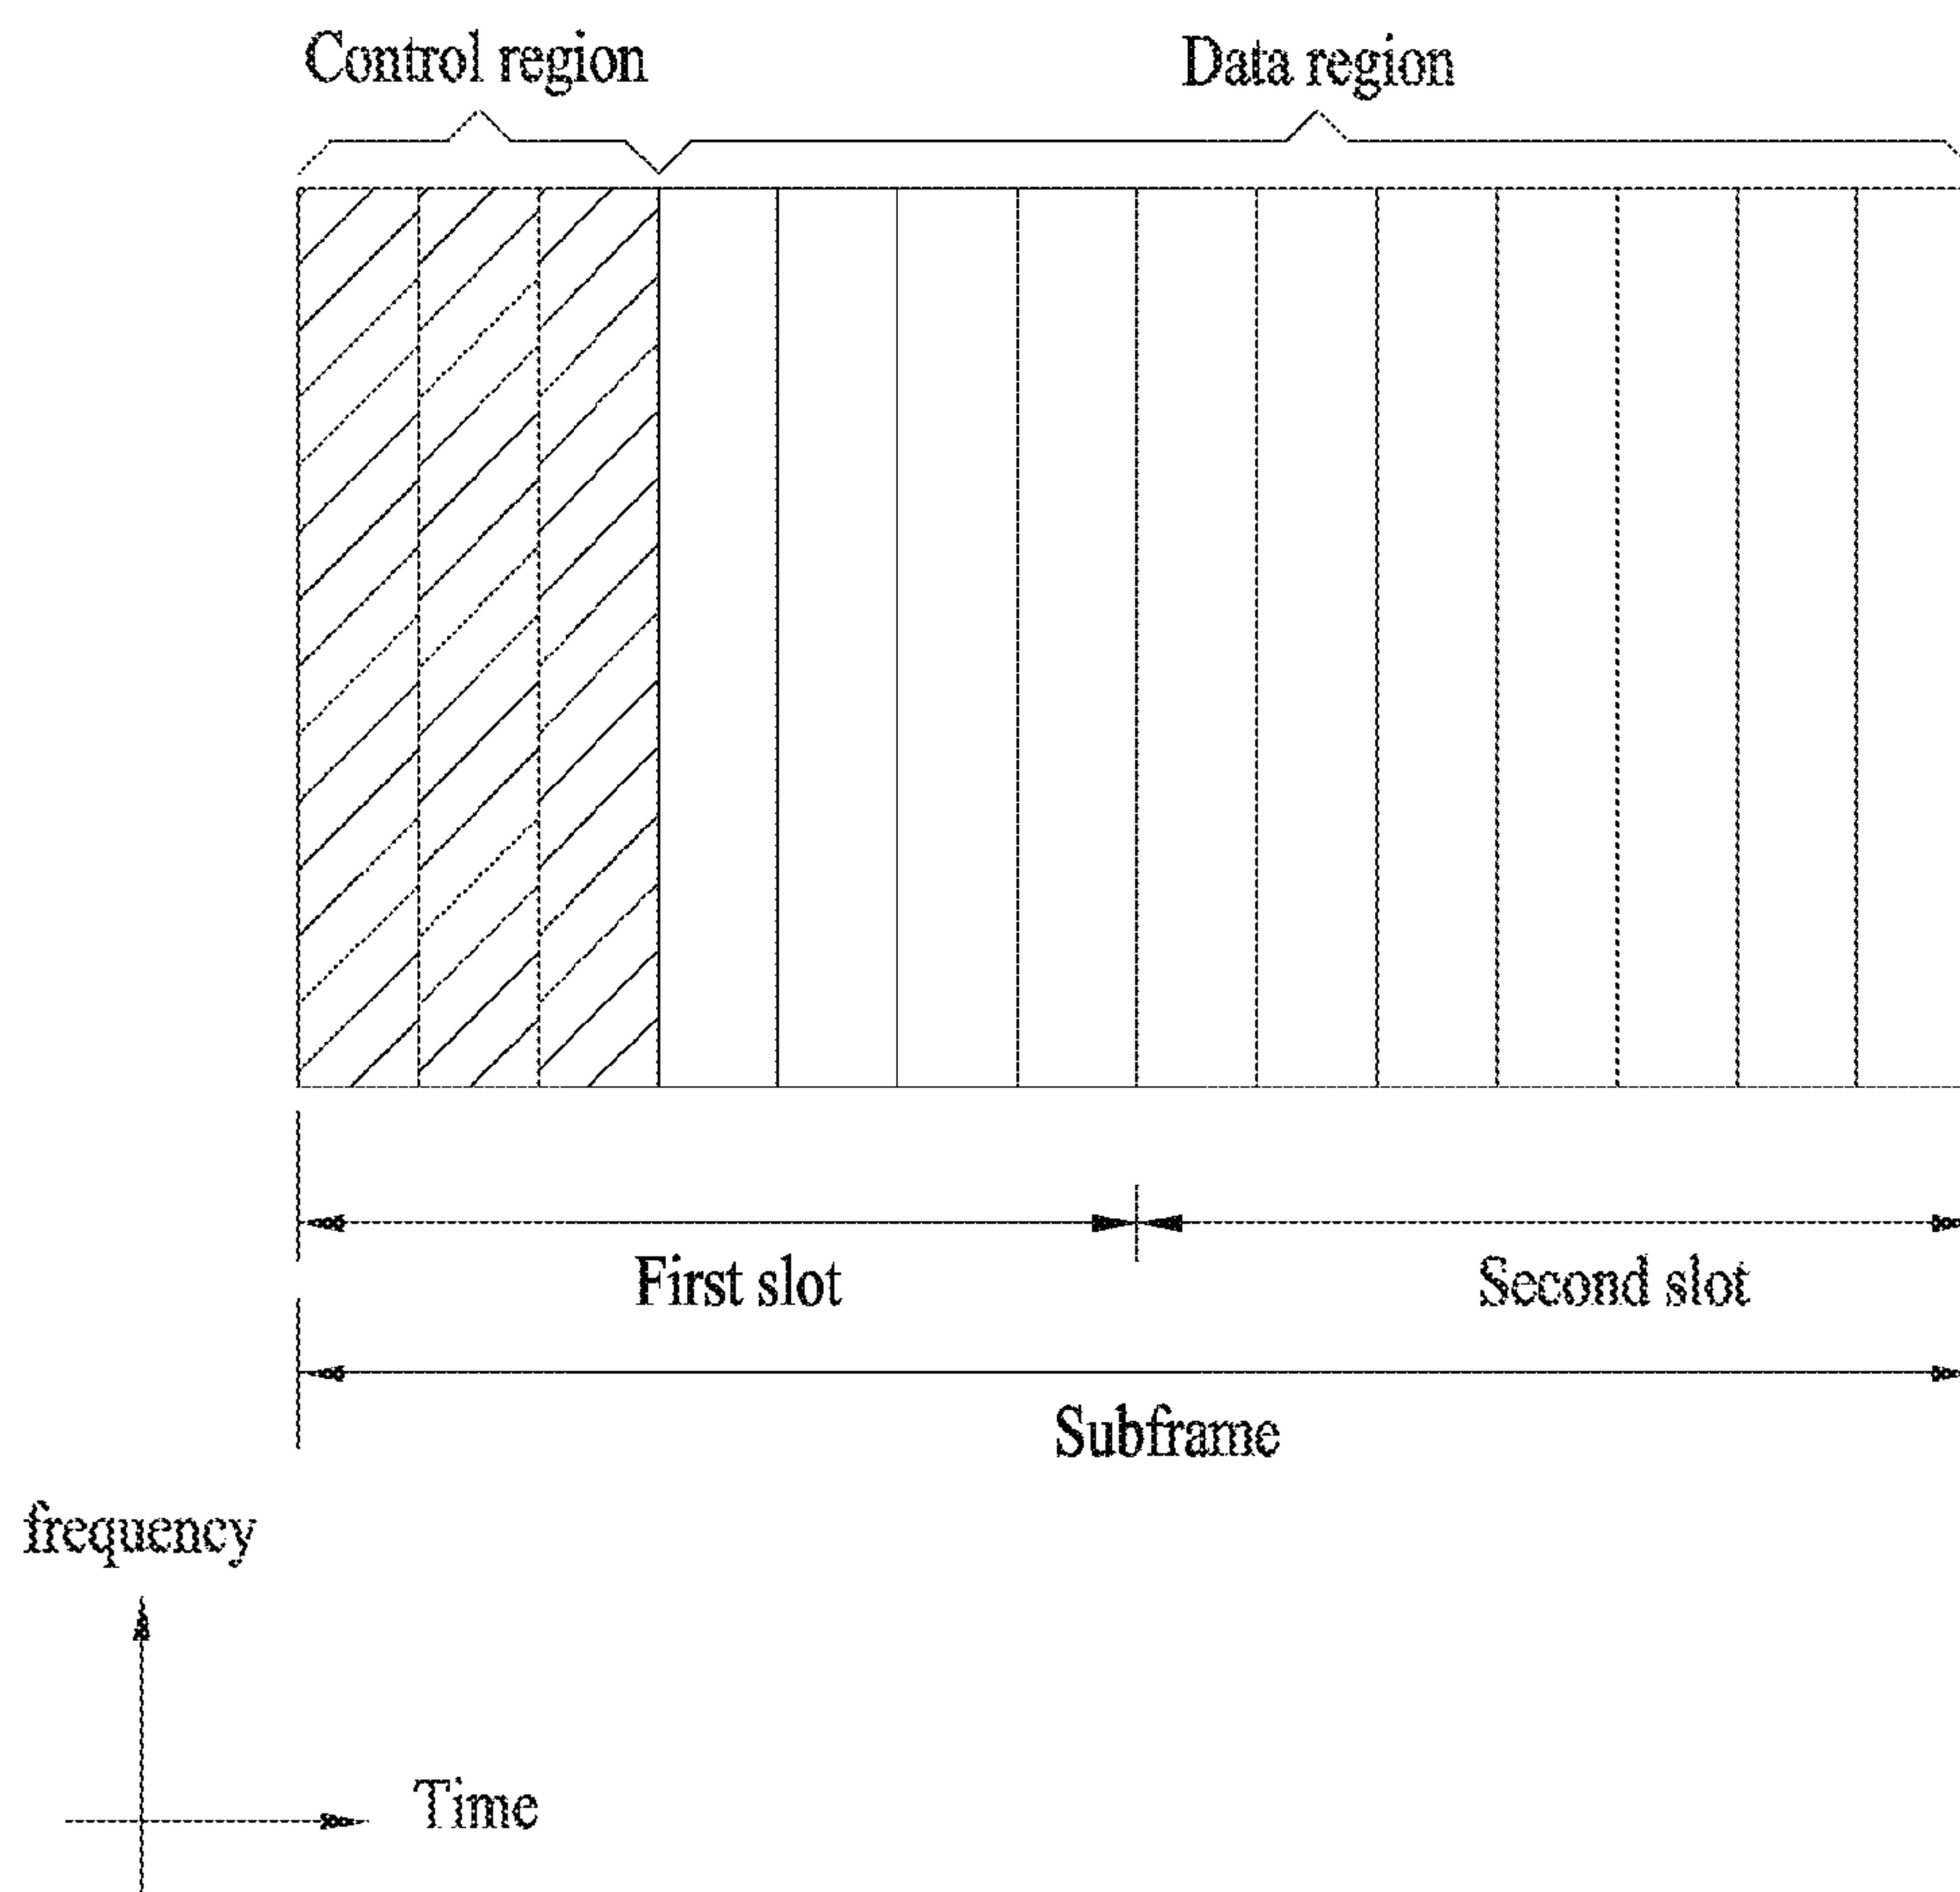 Control region
Data region
First slot
Second slot
Subframe
frequency
Time